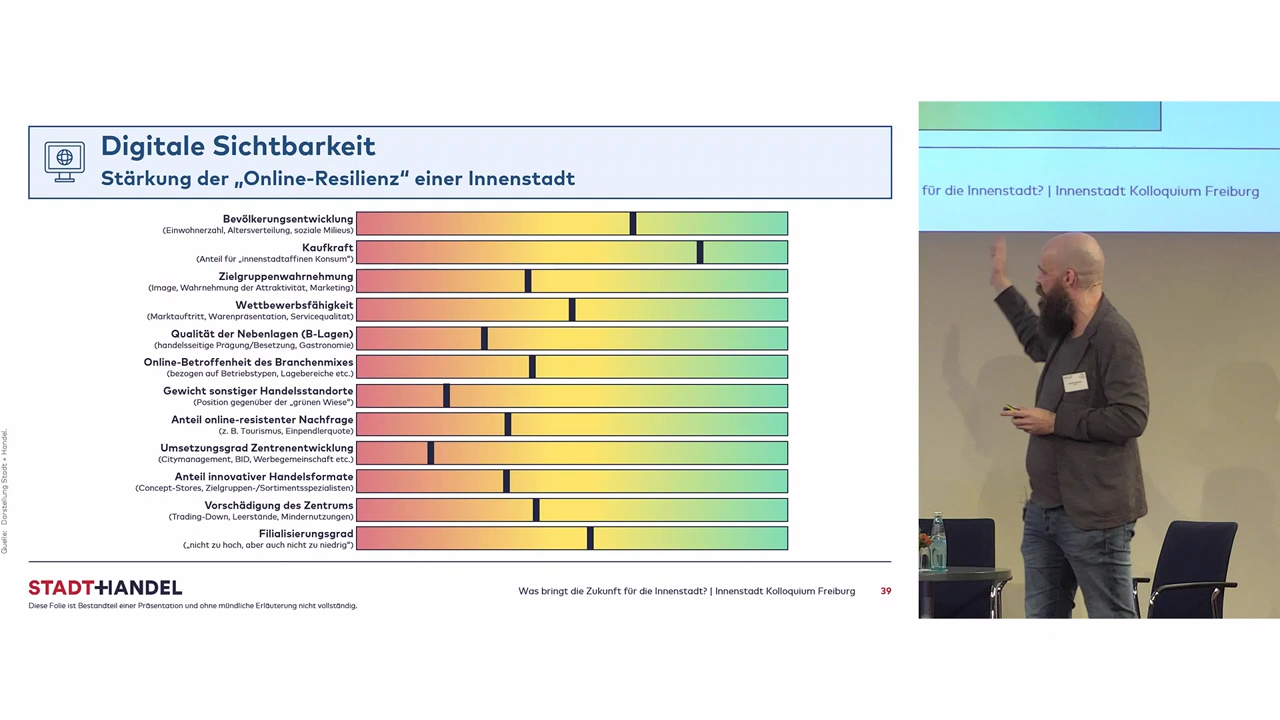 Digitale Sichtbarkeit
Stärkung der „Online-Resilienz“ einer Innenstadt
Bevölkerungsentwicklung
(Einwohnerzahl, Altersverteilung, soziale Milieus)
Kaufkraft
(Anteil für „innenstadtaffinen Konsum“)
Zielgruppenwahrnehmung
(Image, Wahrnehmung der Attraktivität, Marketing)
Wettbewerbsfähigkeit
(Marktauftritt, Warenpräsentation, Servicequalitat)
Qualität der Nebenlagen (B-Lagen)
(handelsseitige Prägung/Besetzung, Gastronomie)
Online-Betroffenheit des Branchenmixes
(bezogen auf Betriebstypen, Lagebereiche etc.)
Gewicht sonstiger Handelsstandorte
(Position gegenüber der „grünen Wiese“)
Anteil online-resistenter Nachfrage
(z. B. Tourismus, Einpendlerquote)
Umsetzungsgrad Zentrenentwicklung
(Citymanagement, BID, Werbegemeinschaft etc.)
Anteil innovativer Handelsformate
(Concept-Stores, Zielgruppen-/Sortimentsspezialisten)
Vorschädigung des Zentrums
(Trading-Down, Leerstände, Mindernutzungen)
Filialisierungsgrad
(„nicht zu hoch, aber auch nicht zu niedrig“)
Quelle: Darstellung Stadt + Handel.
STADT+HANDEL
Diese Folie ist Bestandteil einer Präsentation und ohne mündliche Erläuterung nicht vollständig.
Was bringt die Zukunft für die Innenstadt? | Innenstadt Kolloquium Freiburg 39
für die Innenstadt? | Innenstadt Kolloquium Freiburg